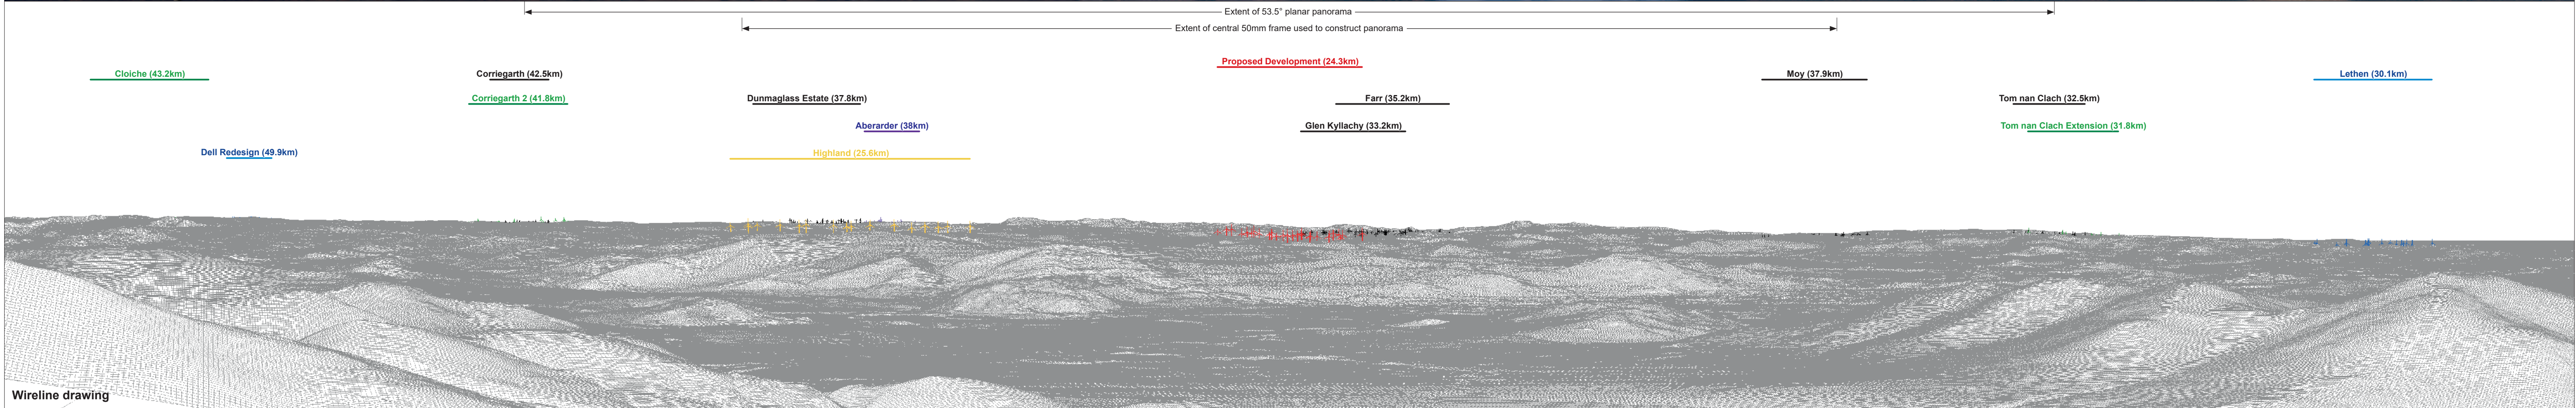 Extent of 53.5° planar panorama
Extent of central 50mm frame used to construct panorama
Proposed Development (24.3km)
Cloiche (43.2km)
Corriegarth (42.5km)
Moy (37.9km)
Lethen (30.1km)
Corriegarth 2 (41.8km)
Dunmaglass Estate (37.8km)
Farr (35.2km)
Tom nan Clach (32.5km)
Aberarder (38km)
Glen Kyllachy (33.2km)
Tom nan Clach Extension (31.8km)
Dell Redesign (49.9km)
Highland (25.6km)
Wireline drawing